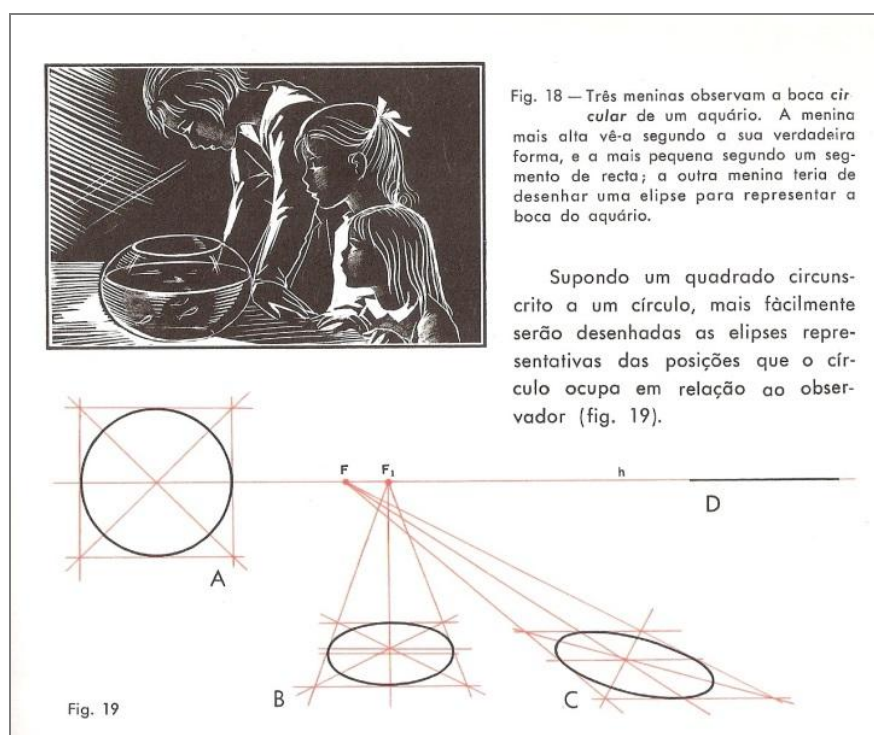 Fig. 18 — Três meninas observam a boca cir-
cular de um aquário. A menina
mais alta vê-a segundo a sua verdadeira
forma, e a mais pequena segundo um seg-
mento de recta; a outra menina teria de
desenhar uma elipse para representar a
boca do aquário.
Supondo um quadrado circuns-
crito a um círculo, mais fàcilmente
serão desenhadas as elipses repre-
sentativas das posições que o cír-
culo ocupa em relação ao obser-
vador (fig. 19).
F F₁ h
D
A
B C
Fig. 19